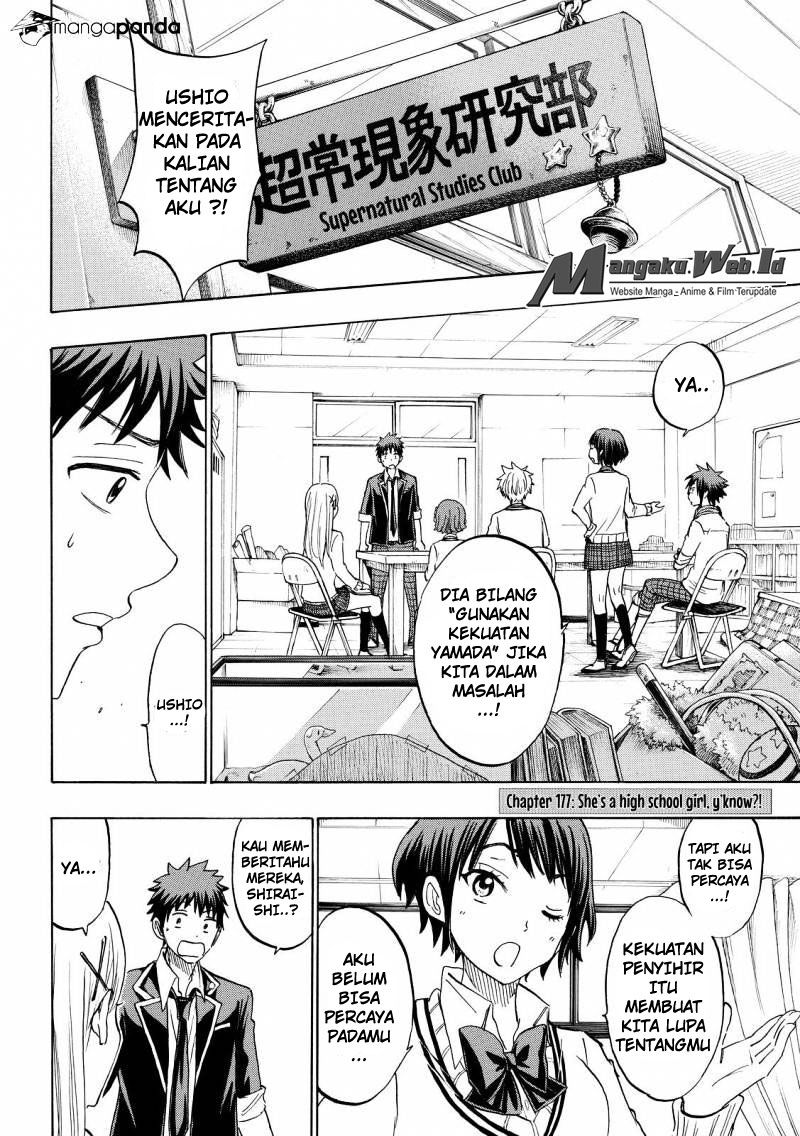 mangapanda
USHIO
MENCERITA-
KAN PADA
KALIAN
TENTANG
AKU ?!
超常現象研究部
Supernatural Studies Club
Mangaku.Web.Id
Website Manga - Anime & Film Terupdate
YA..
DIA BILANG
"GUNAKAN
KEKUATAN
YAMADA" JIKA
KITA DALAM
MASALAH
...!
USHIO
...!
Chapter 177: She's a high school girl, y'know?!
TAPI AKU
TAK BISA
PERCAYA
...!
KEKUATAN
PENYIHIR
ITU
MEMBUAT
KITA LUPA
TENTANGMU
AKU
BELUM
BISA
PERCAYA
PADAMU
...
KAU MEM-
BERITAHU
MEREKA,
SHIRAI-
SHI..?
YA...